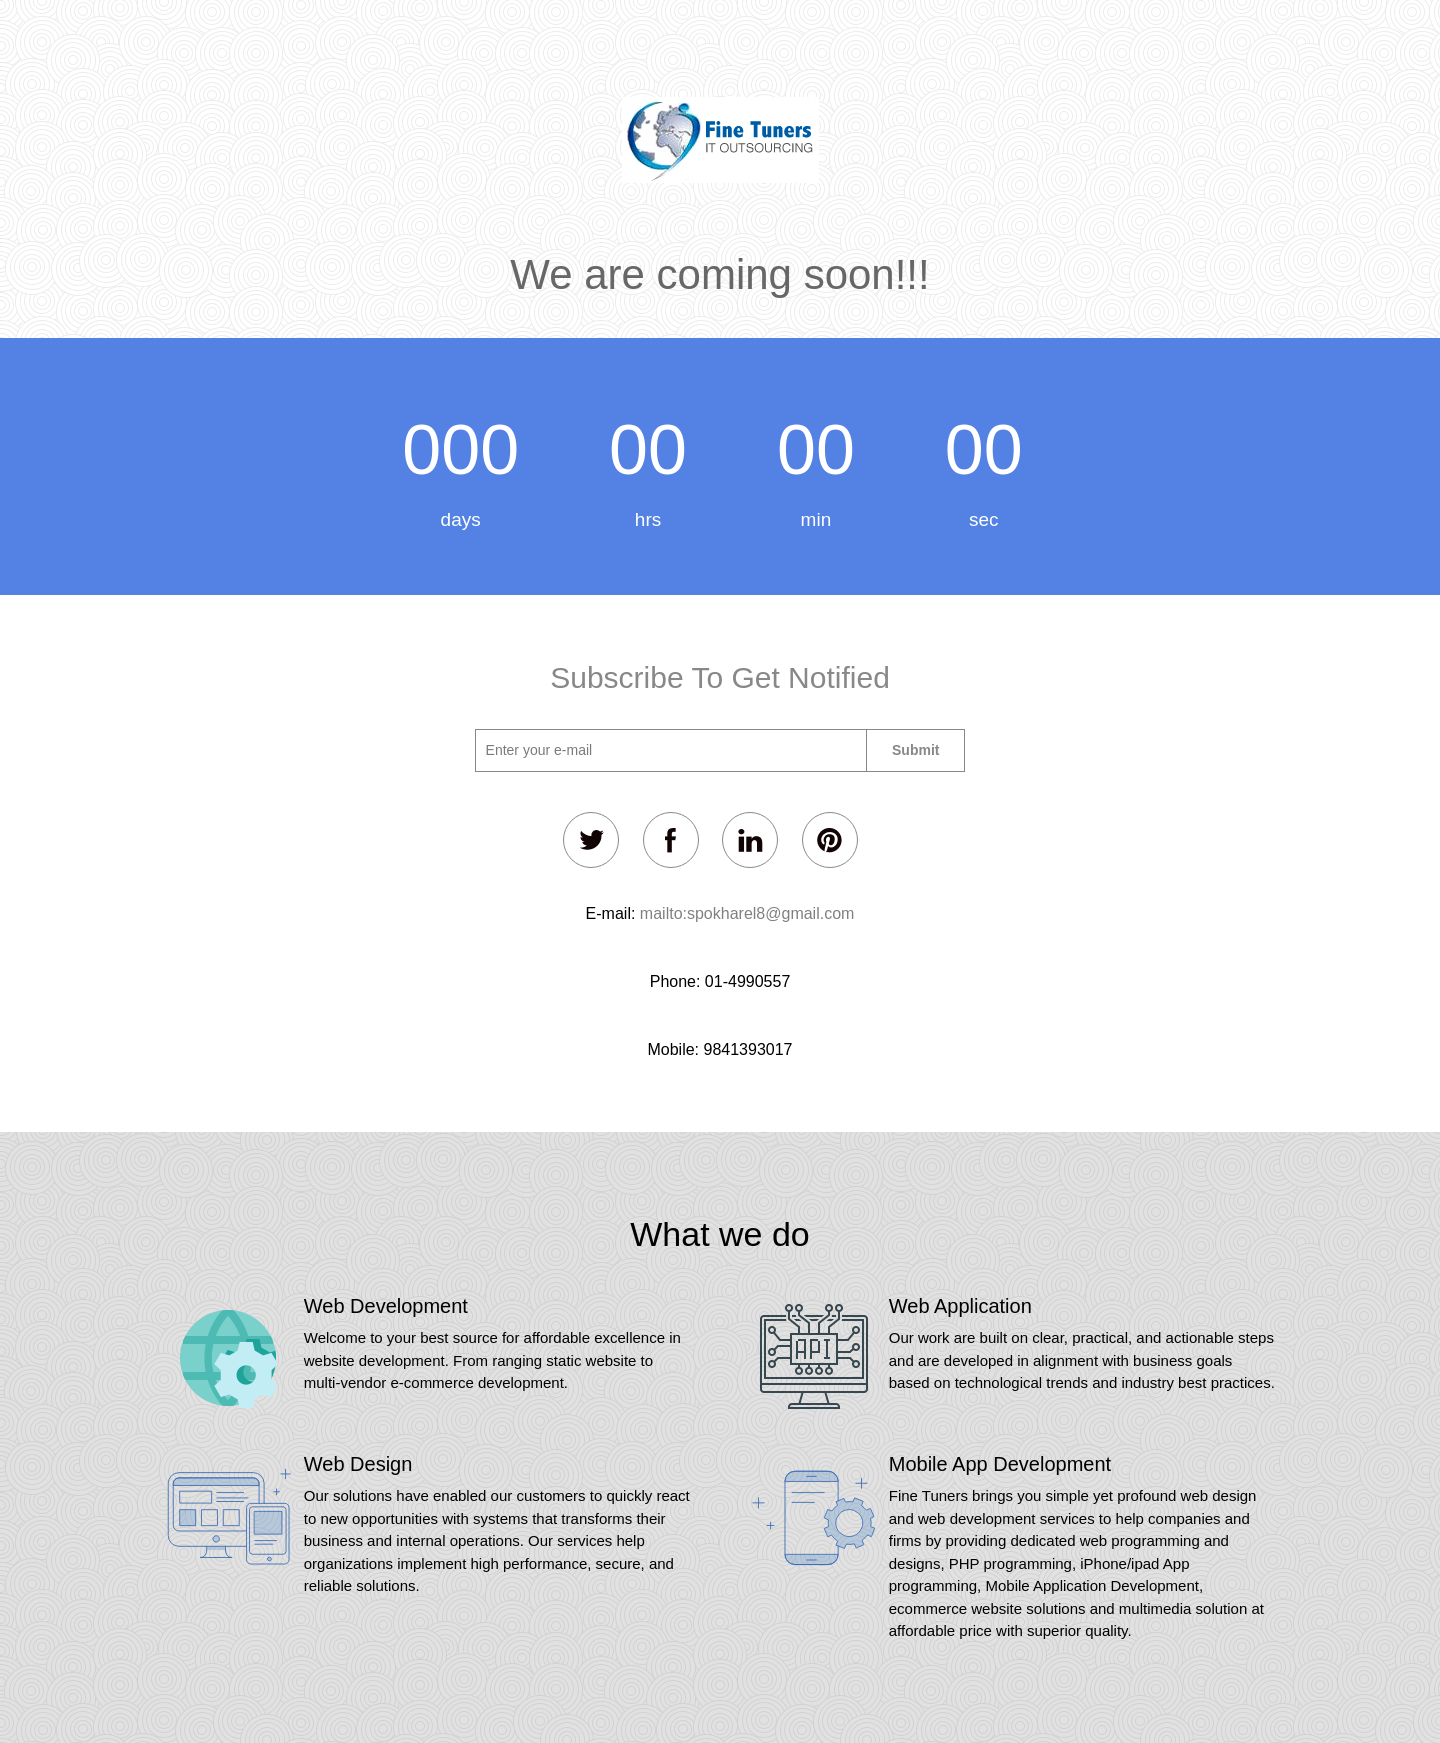 Fine Tuners
IT OUTSOURCING
We are coming soon!!!
000 00 00 00
days hrs min sec
Subscribe To Get Notified
Enter your e-mail Submit
E-mail: mailto:spokharel8@gmail.com
Phone: 01-4990557
Mobile: 9841393017
What we do
Web Development
Welcome to your best source for affordable excellence in
website development. From ranging static website to
multi-vendor e-commerce development.
API
Web Application
Our work are built on clear, practical, and actionable steps
and are developed in alignment with business goals
based on technological trends and industry best practices.
Web Design
Our solutions have enabled our customers to quickly react
to new opportunities with systems that transforms their
business and internal operations. Our services help
organizations implement high performance, secure, and
reliable solutions.
Mobile App Development
Fine Tuners brings you simple yet profound web design
and web development services to help companies and
firms by providing dedicated web programming and
designs, PHP programming, iPhone/ipad App
programming, Mobile Application Development,
ecommerce website solutions and multimedia solution at
affordable price with superior quality.